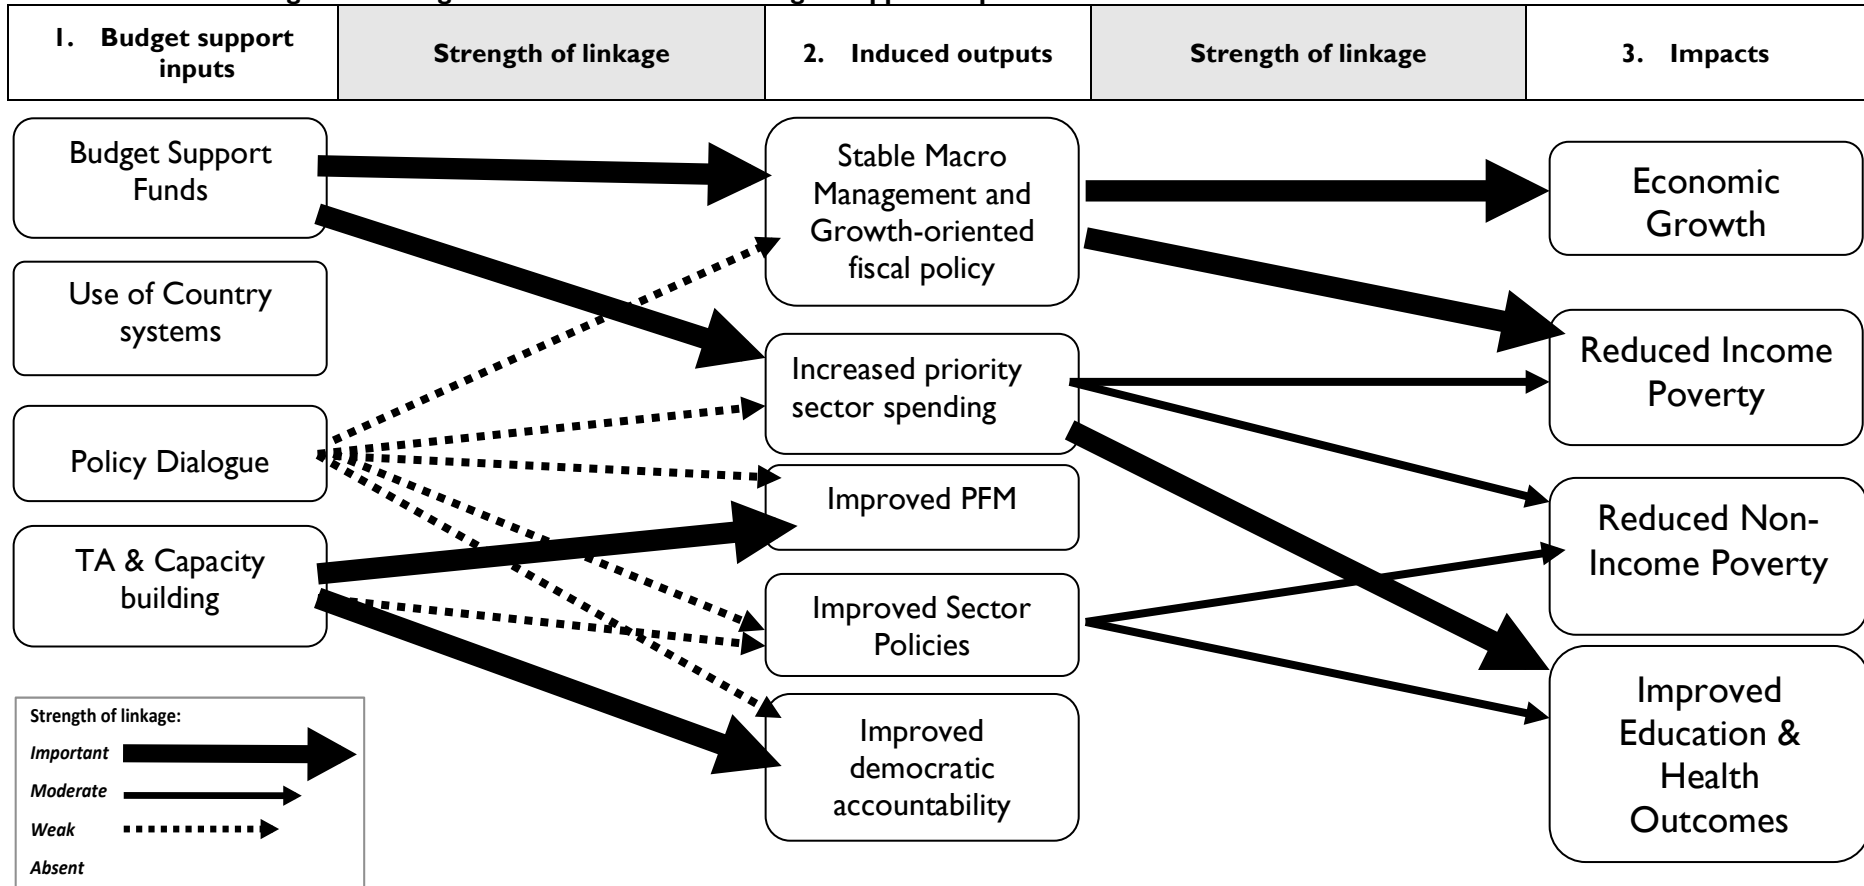 1. Budget support
inputs
Strength of linkage
2. Induced outputs
Strength of linkage
3. Impacts
Budget Support
Funds
Use of Country
systems
Policy Dialogue
TA & Capacity
building
Stable Macro
Management and
Growth-oriented
fiscal policy
Increased priority
sector spending
Improved PFM
Improved Sector
Policies
Improved
democratic
accountability
Economic
Growth
Reduced Income
Poverty
Reduced Non-
Income Poverty
Improved
Education &
Health
Outcomes
Strength of linkage:
Important
Moderate
Weak
Absent